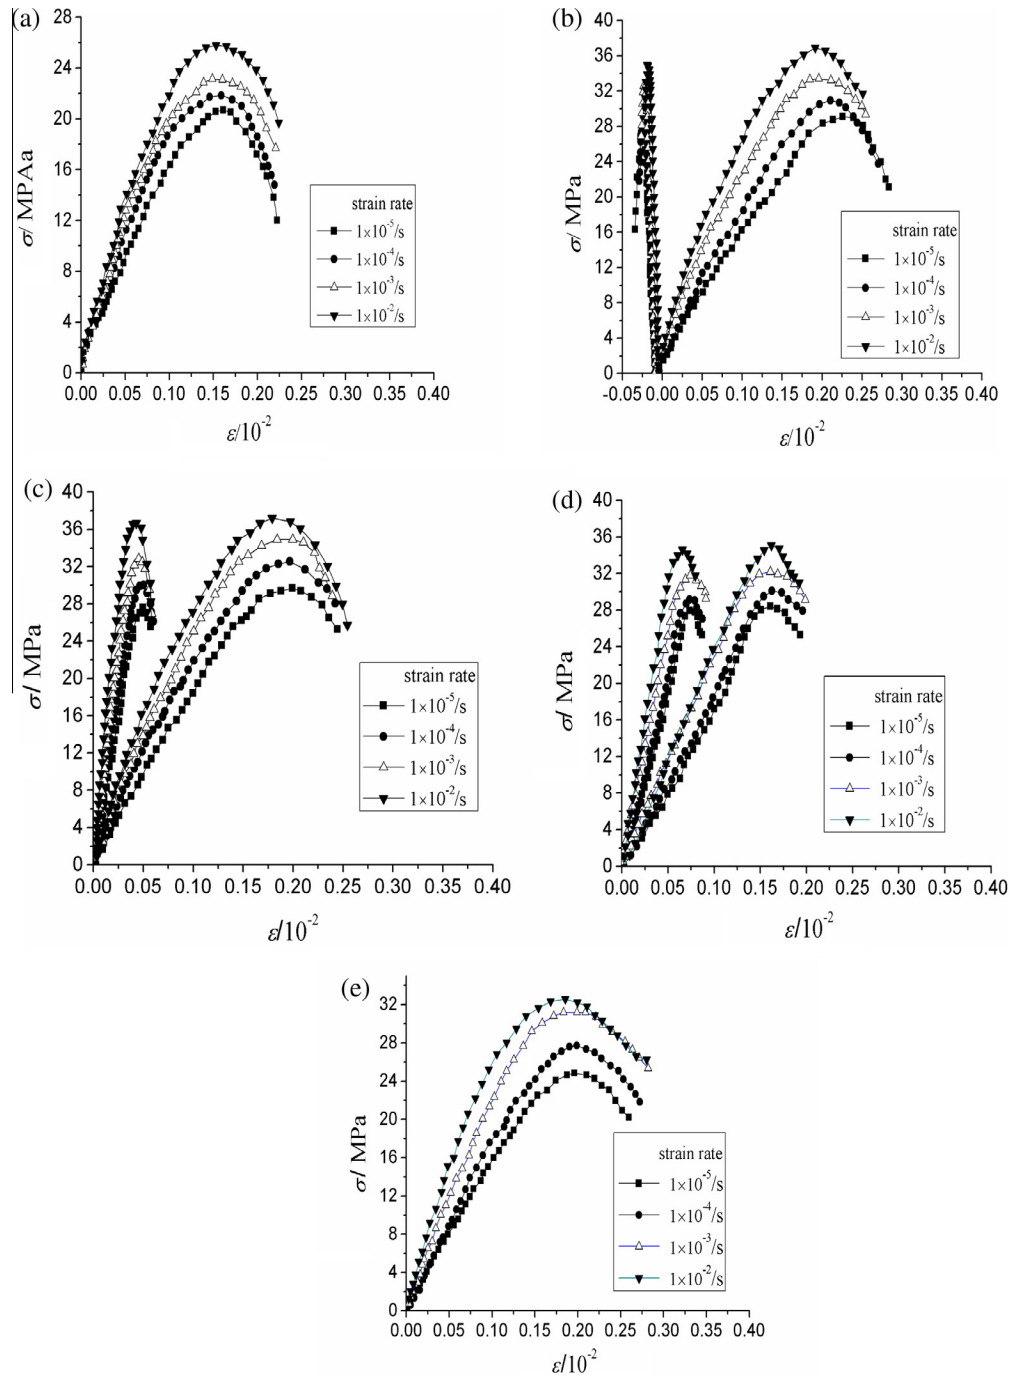 (a)
28
24
20
16
12
8
4
0
σ/ MPAa
0.00 0.05 0.10 0.15 0.20 0.25 0.30 0.35 0.40
ε/10⁻²
strain rate
1×10⁻⁵/s
1×10⁻⁴/s
1×10⁻³/s
1×10⁻²/s
(b)
40
36
32
28
24
20
16
12
8
4
0
σ/ MPa
-0.05 0.00 0.05 0.10 0.15 0.20 0.25 0.30 0.35 0.40
ε/10⁻²
strain rate
1×10⁻⁵/s
1×10⁻⁴/s
1×10⁻³/s
1×10⁻²/s
(c)
40
36
32
28
24
20
16
12
8
4
0
σ/ MPa
0.00 0.05 0.10 0.15 0.20 0.25 0.30 0.35 0.40
ε/10⁻²
strain rate
1×10⁻⁵/s
1×10⁻⁴/s
1×10⁻³/s
1×10⁻²/s
(d)
40
36
32
28
24
20
16
12
8
4
0
σ/ MPa
0.00 0.05 0.10 0.15 0.20 0.25 0.30 0.35 0.40
ε/10⁻²
strain rate
1×10⁻⁵/s
1×10⁻⁴/s
1×10⁻³/s
1×10⁻²/s
(e)
32
28
24
20
16
12
8
4
0
σ/ MPa
0.00 0.05 0.10 0.15 0.20 0.25 0.30 0.35 0.40
ε/10⁻²
strain rate
1×10⁻⁵/s
1×10⁻⁴/s
1×10⁻³/s
1×10⁻²/s